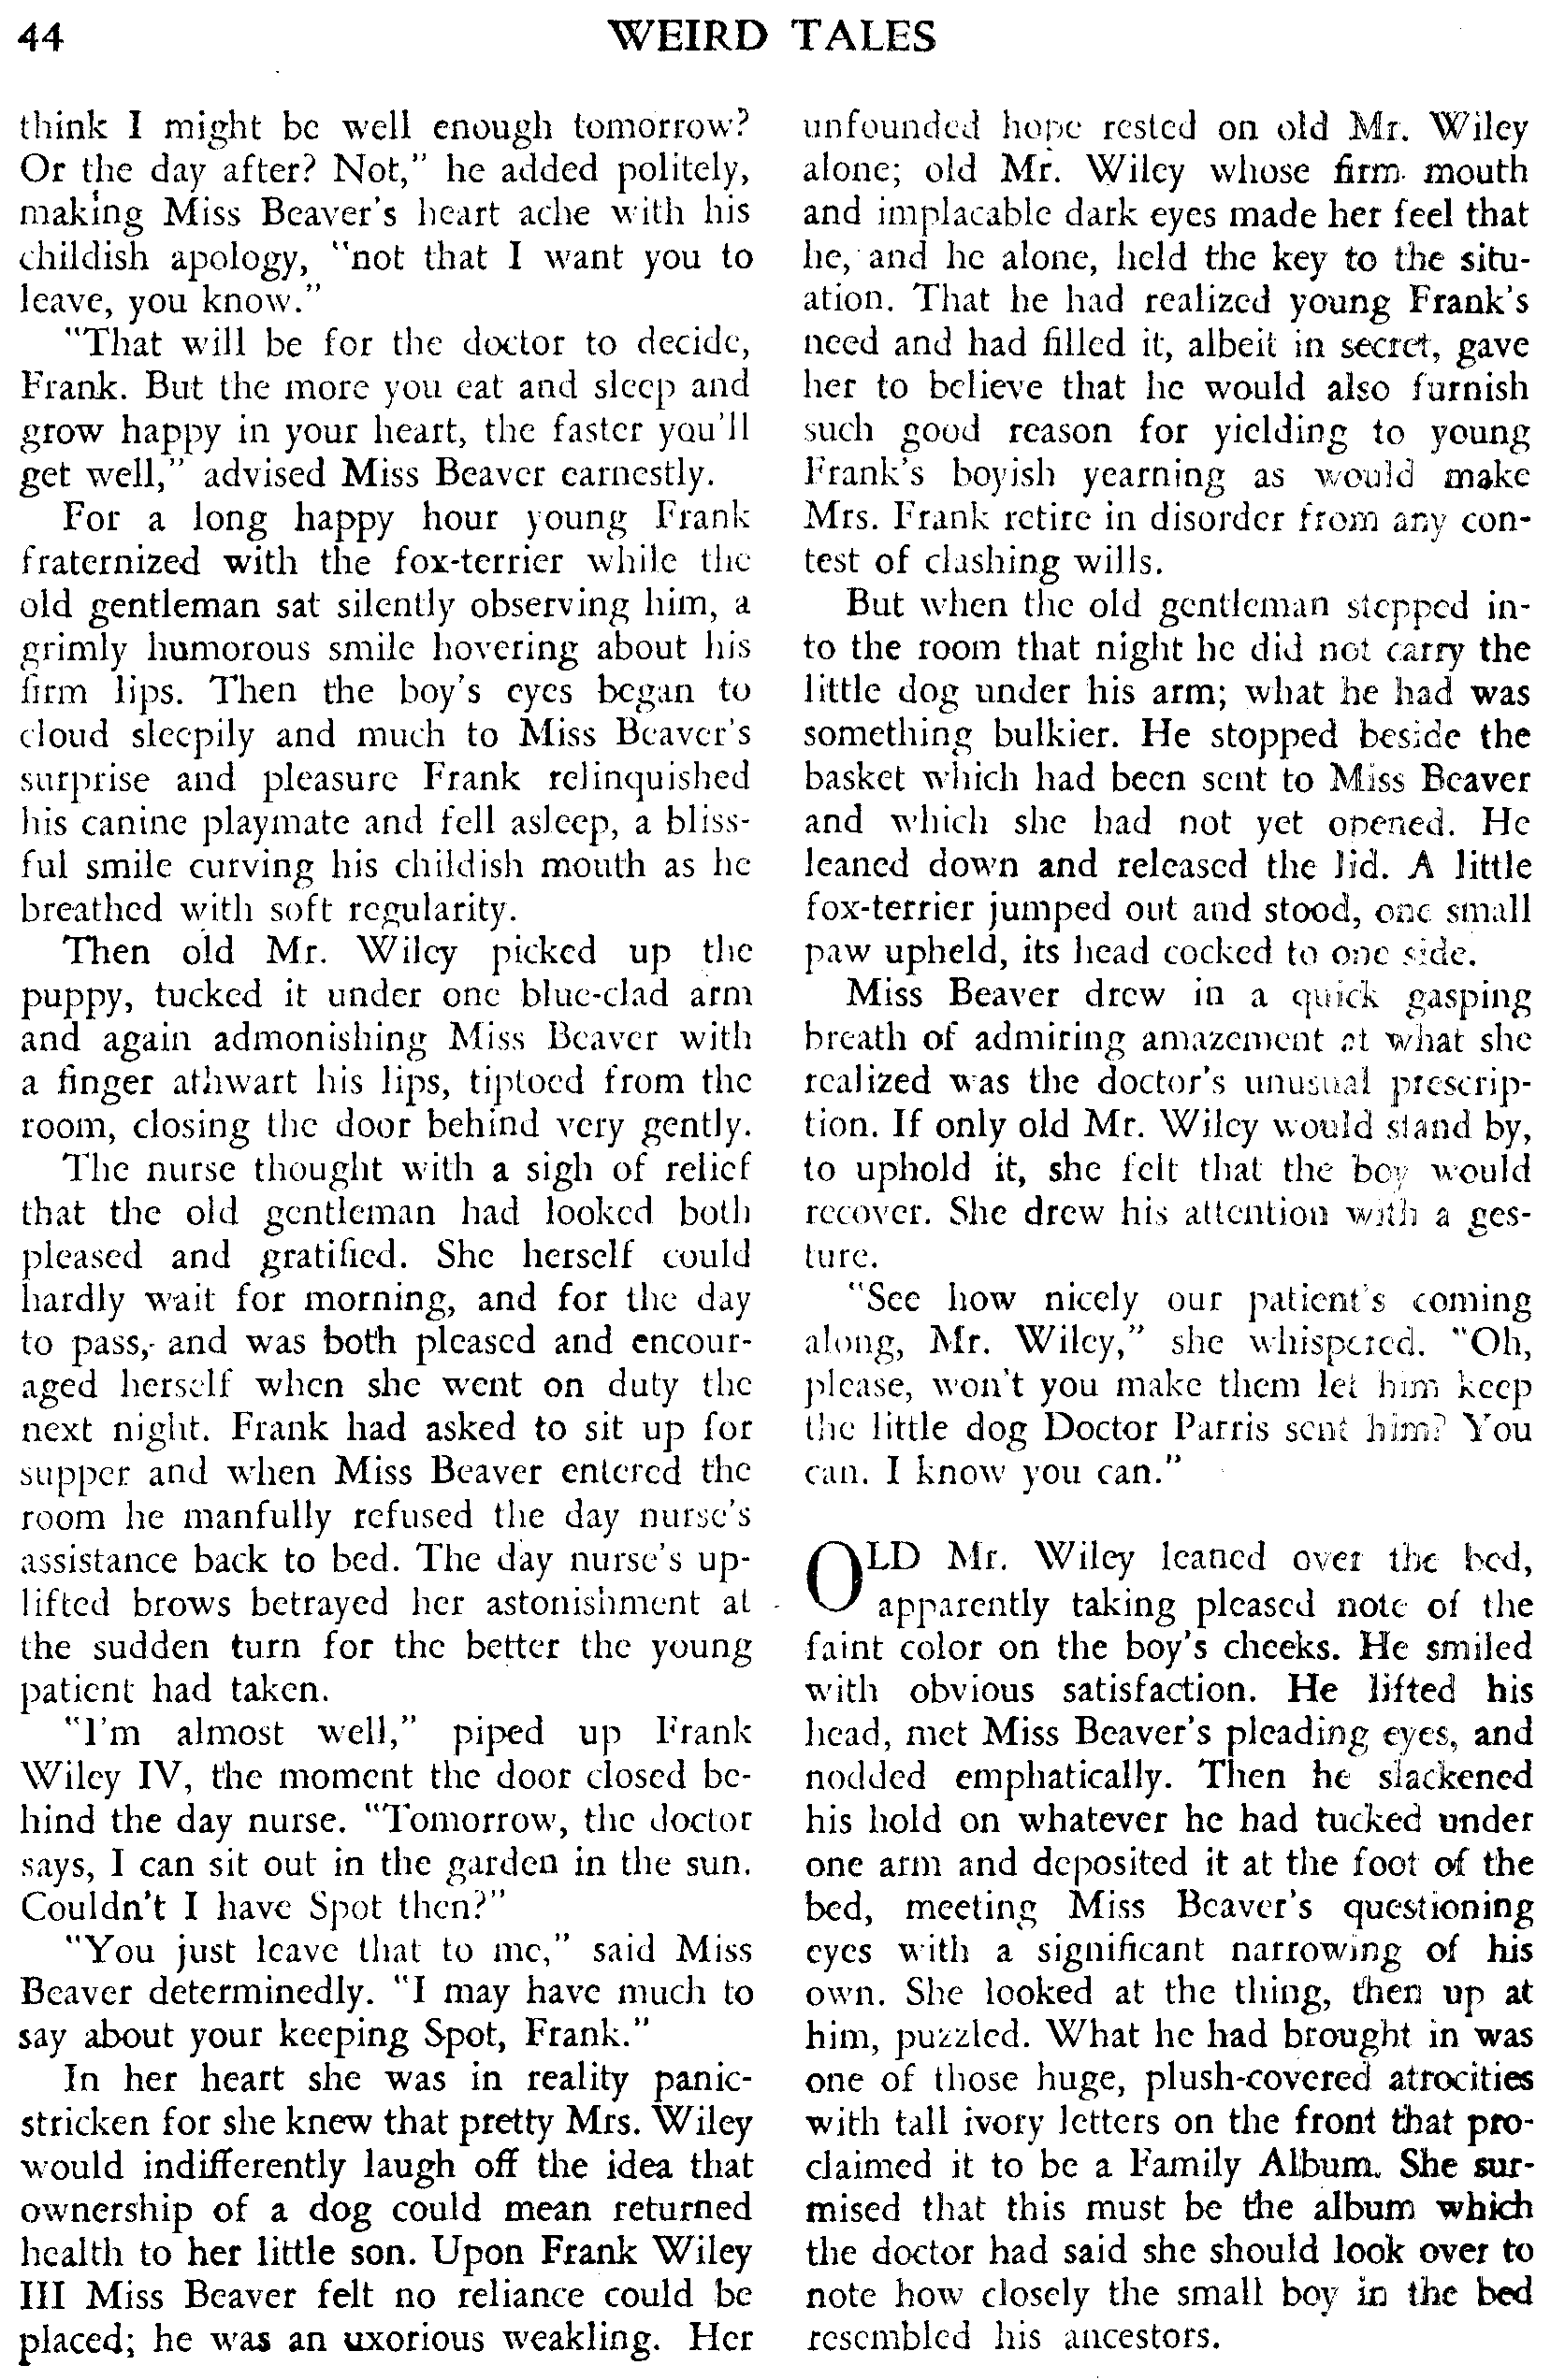 44
WEIRD TALES
think I might be well enough tomorrow?
Or the day after? Not," he added politely,
making Miss Beaver's heart ache with his
childish apology, "not that I want you to
leave, you know."
"That will be for the doctor to decide,
Frank. But the more you eat and sleep and
grow happy in your heart, the faster you'll
get well," advised Miss Beaver earnestly.
For a long happy hour young Frank
fraternized with the fox-terrier while the
old gentleman sat silently observing him, a
grimly humorous smile hovering about his
firm lips. Then the boy's eyes began to
cloud sleepily and much to Miss Beaver's
surprise and pleasure Frank relinquished
his canine playmate and fell asleep, a bliss-
ful smile curving his childish mouth as he
breathed with soft regularity.
Then old Mr. Wiley picked up the
puppy, tucked it under one blue-clad arm
and again admonishing Miss Beaver with
a finger athwart his lips, tiptoed from the
room, closing the door behind very gently.
The nurse thought with a sigh of relief
that the old gentleman had looked both
pleased and gratified. She herself could
hardly wait for morning, and for the day
to pass, and was both pleased and encour-
aged herself when she went on duty the
next night. Frank had asked to sit up for
supper and when Miss Beaver entered the
room he manfully refused the day nurse's
assistance back to bed. The day nurse's up-
lifted brows betrayed her astonishment at
the sudden turn for the better the young
patient had taken.
"I'm almost well," piped up Frank
Wiley IV, the moment the door closed be-
hind the day nurse. "Tomorrow, the doctor
says, I can sit out in the garden in the sun.
Couldn't I have Spot then?"
"You just leave that to me," said Miss
Beaver determinedly. "I may have much to
say about your keeping Spot, Frank."
In her heart she was in reality panic-
stricken for she knew that pretty Mrs. Wiley
would indifferently laugh off the idea that
ownership of a dog could mean returned
health to her little son. Upon Frank Wiley
III Miss Beaver felt no reliance could be
placed; he was an uxorious weakling. Her
unfounded hope rested on old Mr. Wiley
alone; old Mr. Wiley whose firm mouth
and implacable dark eyes made her feel that
he, and he alone, held the key to the situ-
ation. That he had realized young Frank's
need and had filled it, albeit in secret, gave
her to believe that he would also furnish
such good reason for yielding to young
Frank's boyish yearning as would make
Mrs. Frank retire in disorder from any con-
test of clashing wills.
But when the old gentleman stepped in-
to the room that night he did not carry the
little dog under his arm; what he had was
something bulkier. He stopped beside the
basket which had been sent to Miss Beaver
and which she had not yet opened. He
leaned down and released the lid. A little
fox-terrier jumped out and stood, one small
paw upheld, its head cocked to one side.
Miss Beaver drew in a quick gasping
breath of admiring amazement at what she
realized was the doctor's unusual prescrip-
tion. If only old Mr. Wiley would stand by,
to uphold it, she felt that the boy would
recover. She drew his attention with a ges-
ture.
"See how nicely our patient's coming
along, Mr. Wiley," she whispered. "Oh,
please, won't you make them let him keep
the little dog Doctor Parris sent him? You
can. I know you can."
OLD Mr. Wiley leaned over the bed,
apparently taking pleased note of the
faint color on the boy's cheeks. He smiled
with obvious satisfaction. He lifted his
head, met Miss Beaver's pleading eyes, and
nodded emphatically. Then he slackened
his hold on whatever he had tucked under
one arm and deposited it at the foot of the
bed, meeting Miss Beaver's questioning
eyes with a significant narrowing of his
own. She looked at the thing, then up at
him, puzzled. What he had brought in was
one of those huge, plush-covered atrocities
with tall ivory letters on the front that pro-
claimed it to be a Family Album. She sur-
mised that this must be the album which
the doctor had said she should look over to
note how closely the small boy in the bed
resembled his ancestors.